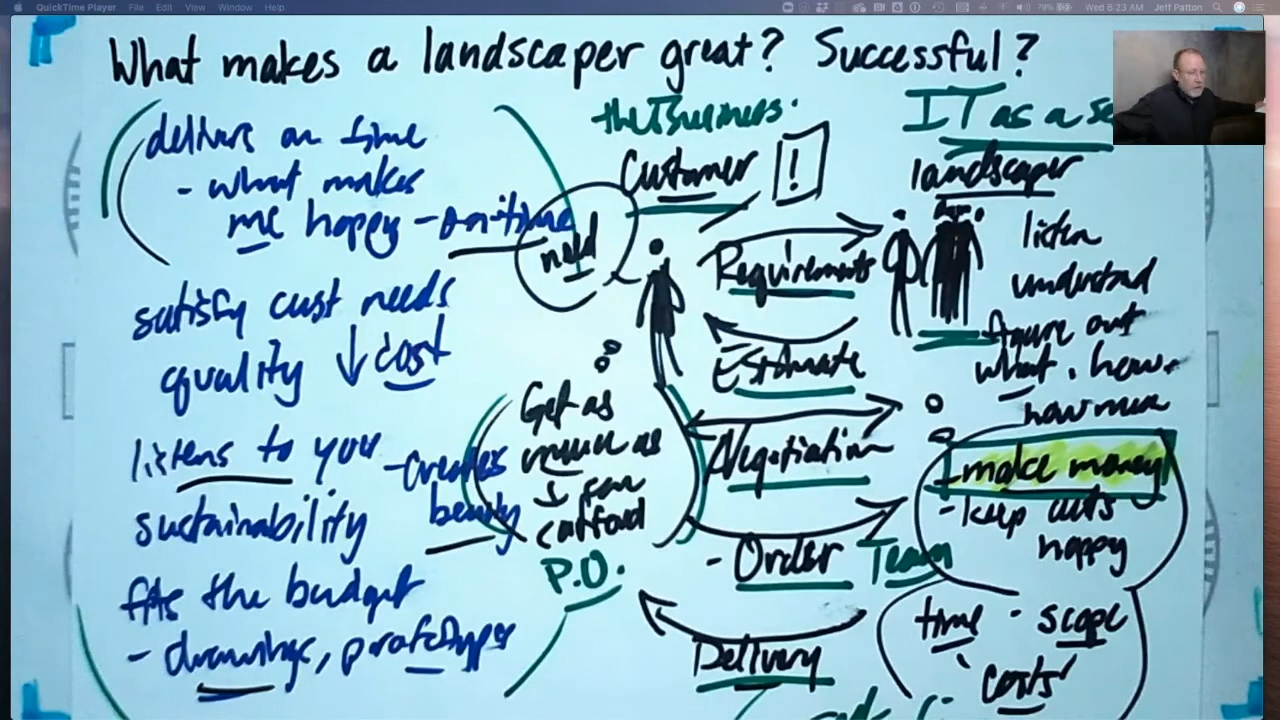 QuickTime Player File Edit View Window Help 79% Wed 6:23 AM Jeff Patton
What makes a landscaper great? Successful?
delivers on time
- what makes
me happy - on-time
satisfy cust needs
quality ↓ cost
listens to you - creates
beauty
sustainability
fits the budget
- drawings, prototypes
the Business.
Customer !
need
Get as
much as
I can
afford
P.O.
Requirements
Estimate
Negotiation
- Order Team
Delivery
IT as a se
landscaper
listen
understand
figure out
what, how,
how much
- make money
- keep custs
happy
time - scope
costs